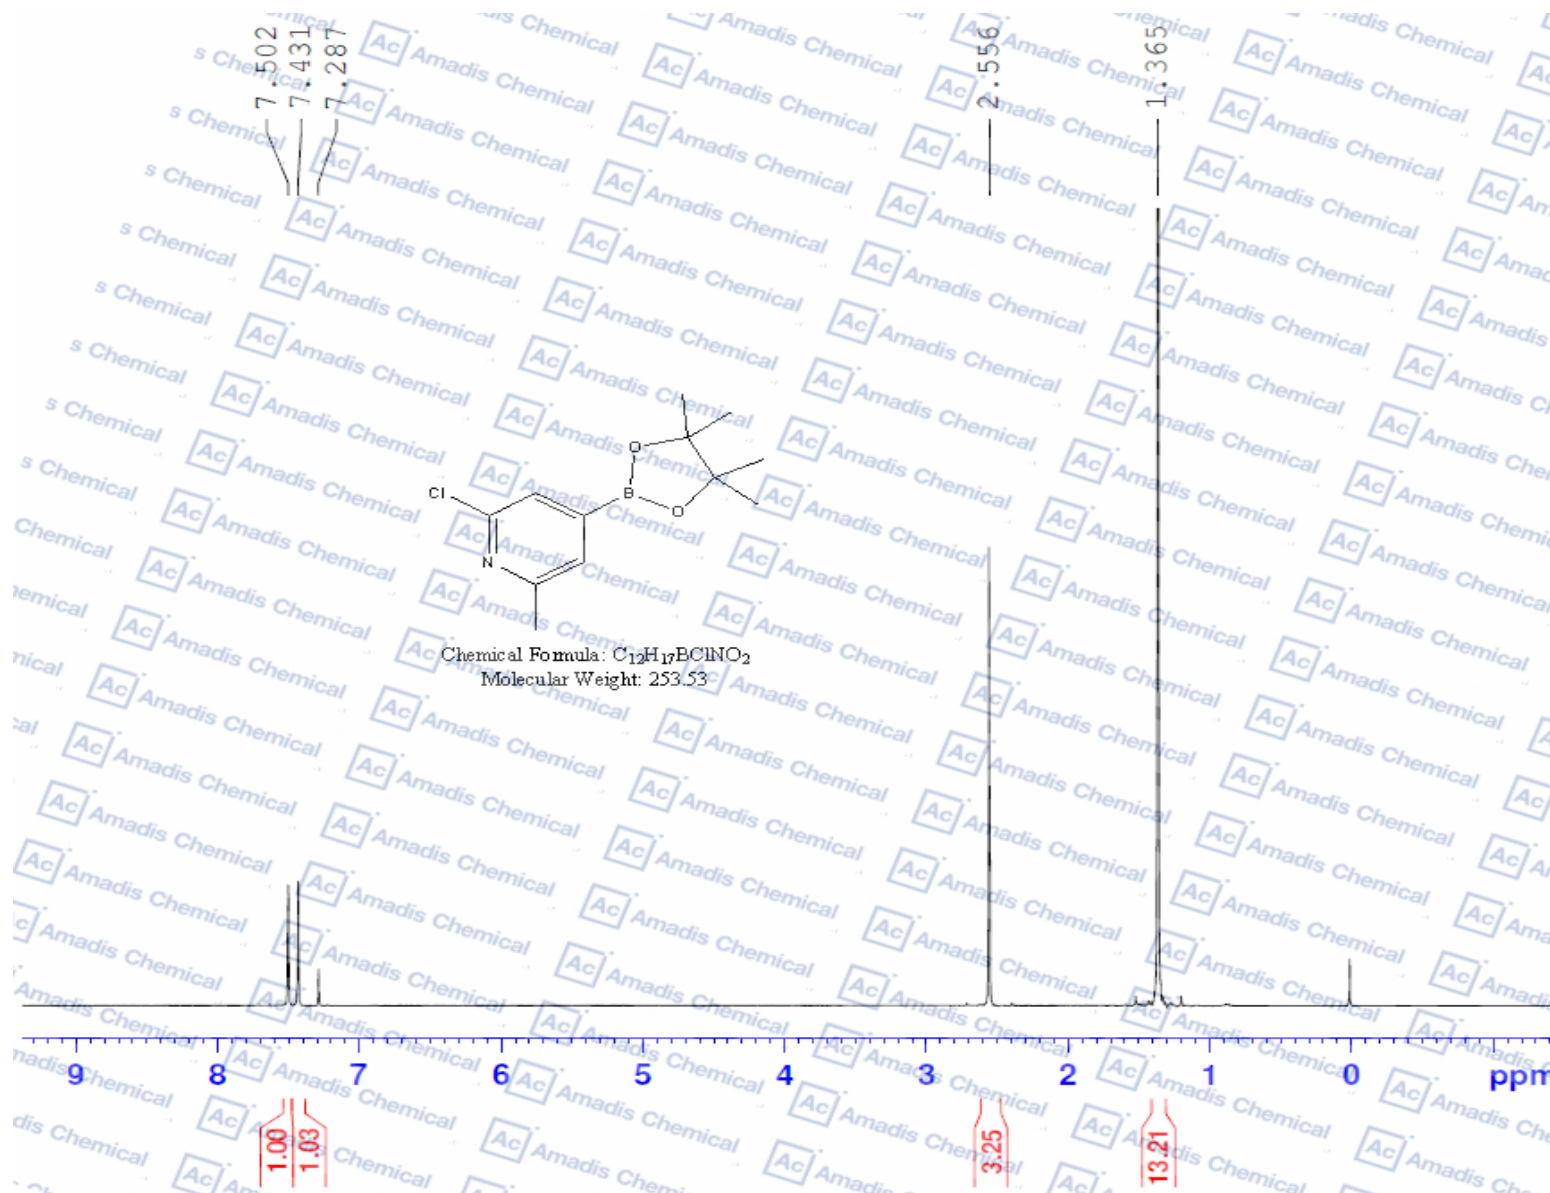 7.502
7.431
7.287
2.556
1.365
Cl
N
B
O
O
Chemical Formula: C12H17BClNO2
Molecular Weight: 253.53
9 8 7 6 5 4 3 2 1 0 ppm
1.00
1.03
3.25
13.21
Ac Amadis Chemical